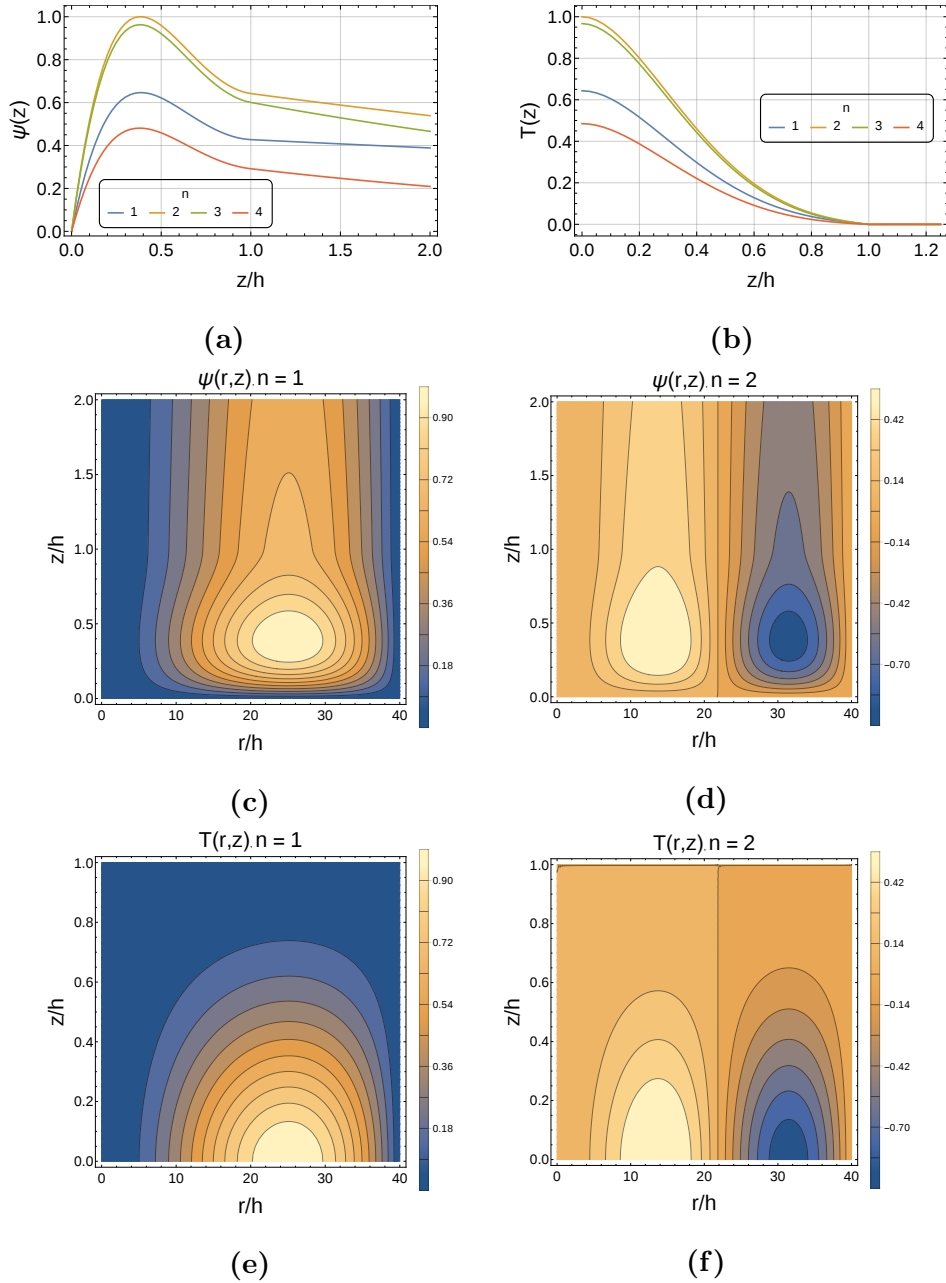 1.0
0.8
0.6
0.4
0.2
0.0
ψ(z)
n
1 2 3 4
0.0 0.5 1.0 1.5 2.0
z/h
(a)
1.0
0.8
0.6
0.4
0.2
0.0
T(z)
n
1 2 3 4
0.0 0.2 0.4 0.6 0.8 1.0 1.2
z/h
(b)
ψ(r,z), n = 1
2.0
1.5
1.0
0.5
0.0
z/h
0 10 20 30 40
r/h
0.90
0.72
0.54
0.36
0.18
(c)
ψ(r,z), n = 2
2.0
1.5
1.0
0.5
0.0
z/h
0 10 20 30 40
r/h
0.42
0.14
−0.14
−0.42
−0.70
(d)
T(r,z), n = 1
1.0
0.8
0.6
0.4
0.2
0.0
z/h
0 10 20 30 40
r/h
0.90
0.72
0.54
0.36
0.18
(e)
T(r,z), n = 2
1.0
0.8
0.6
0.4
0.2
0.0
z/h
0 10 20 30 40
r/h
0.42
0.14
−0.14
−0.42
−0.70
(f)